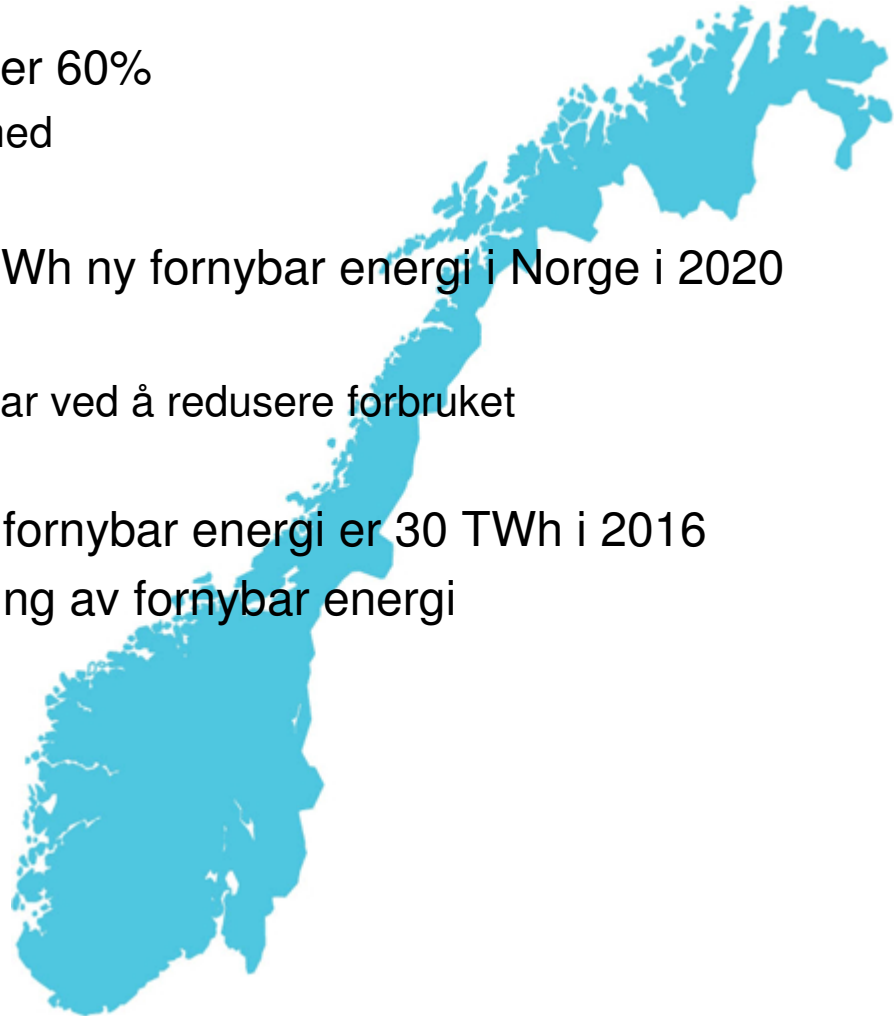 er 60%
ned
Wh ny fornybar energi i Norge i 2020
ar ved å redusere forbruket
fornybar energi er 30 TWh i 2016
ng av fornybar energi